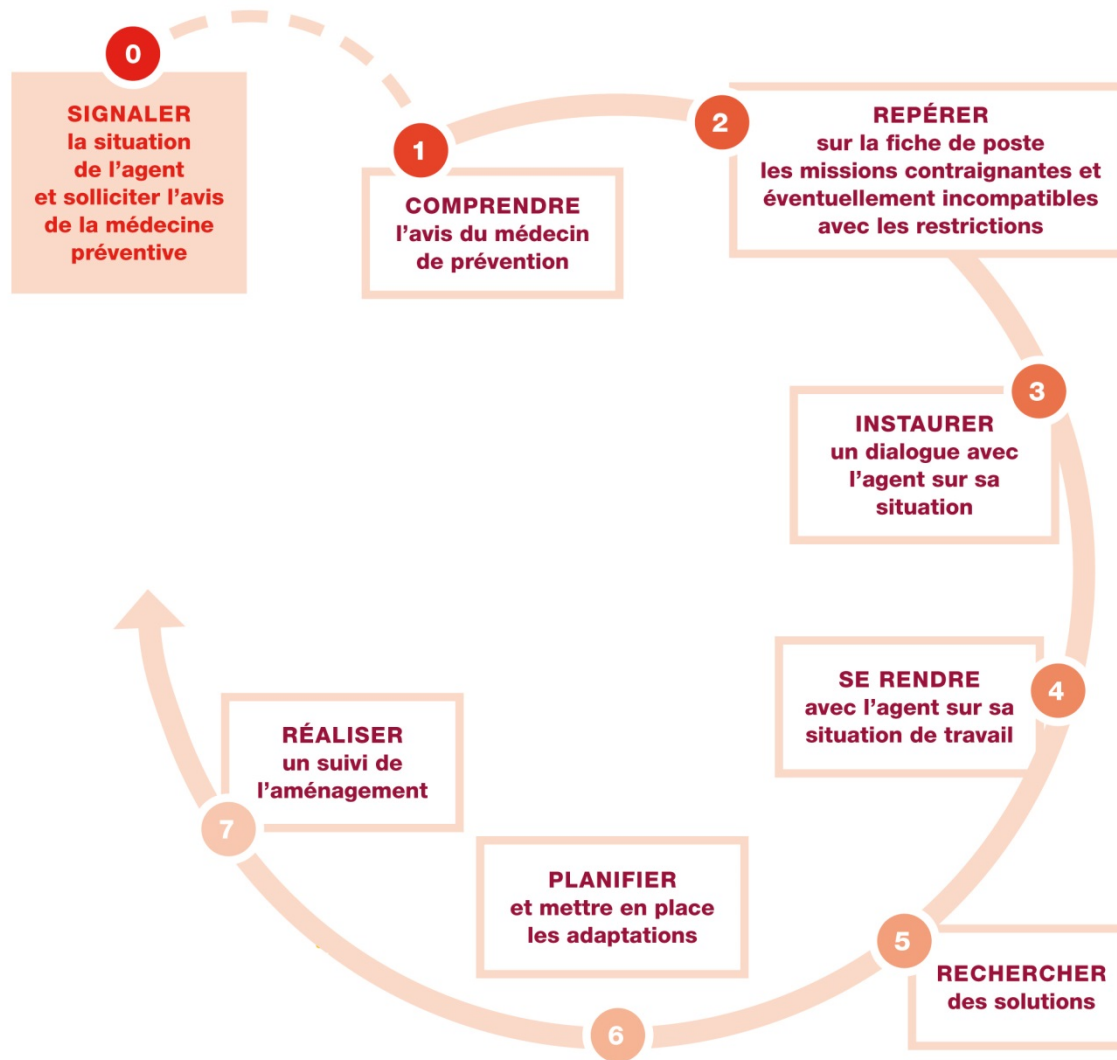 0
SIGNALER
la situation
de l’agent
et solliciter l’avis
de la médecine
préventive
1
COMPRENDRE
l’avis du médecin
de prévention
2
REPÉRER
sur la fiche de poste
les missions contraignantes et
éventuellement incompatibles
avec les restrictions
3
INSTAURER
un dialogue avec
l’agent sur sa
situation
4
SE RENDRE
avec l’agent sur sa
situation de travail
5
RECHERCHER
des solutions
6
PLANIFIER
et mettre en place
les adaptations
7
RÉALISER
un suivi de
l’aménagement